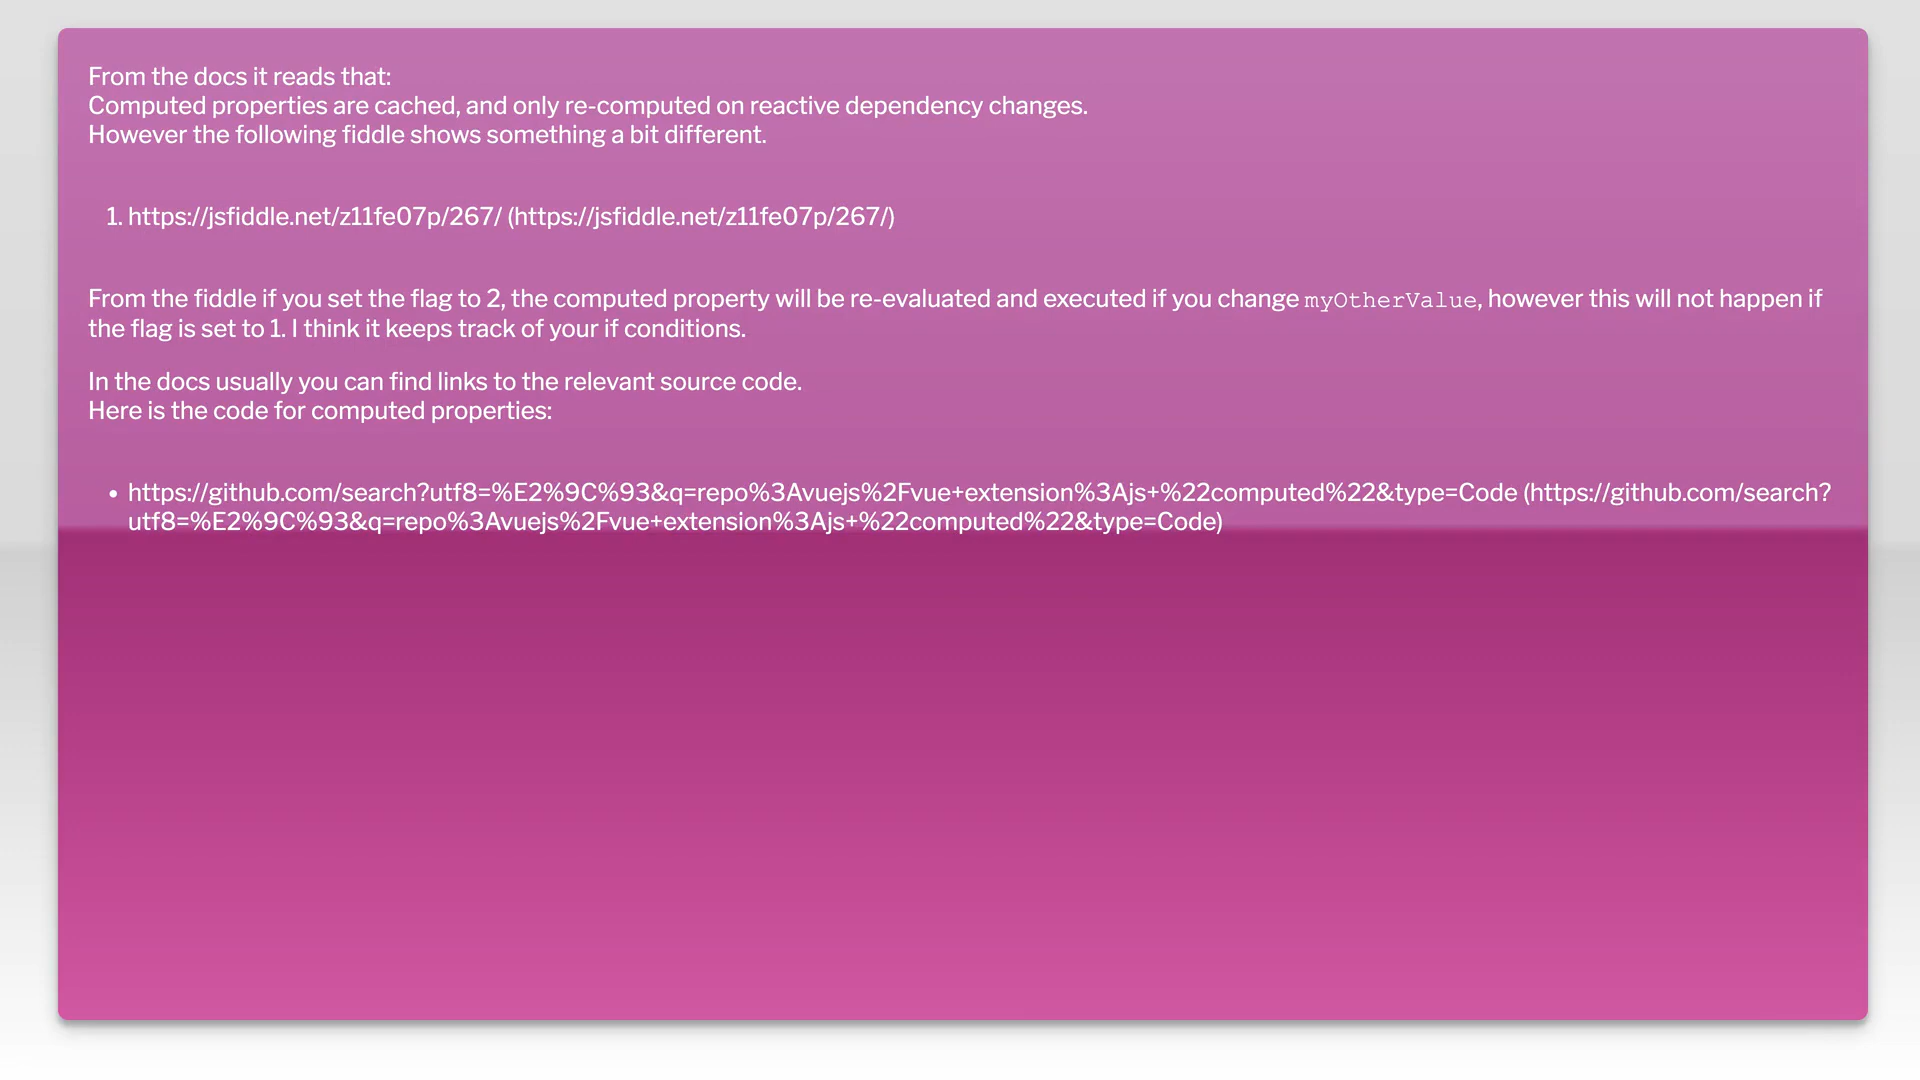 From the docs it reads that:
Computed properties are cached, and only re-computed on reactive dependency changes.
However the following fiddle shows something a bit different.
1. https://jsfiddle.net/z11fe07p/267/ (https://jsfiddle.net/z11fe07p/267/)
From the fiddle if you set the flag to 2, the computed property will be re-evaluated and executed if you change myOtherValue, however this will not happen if
the flag is set to 1. I think it keeps track of your if conditions.
In the docs usually you can find links to the relevant source code.
Here is the code for computed properties:
• https://github.com/search?utf8=%E2%9C%93&q=repo%3Avuejs%2Fvue+extension%3Ajs+%22computed%22&type=Code (https://github.com/search?
utf8=%E2%9C%93&q=repo%3Avuejs%2Fvue+extension%3Ajs+%22computed%22&type=Code)